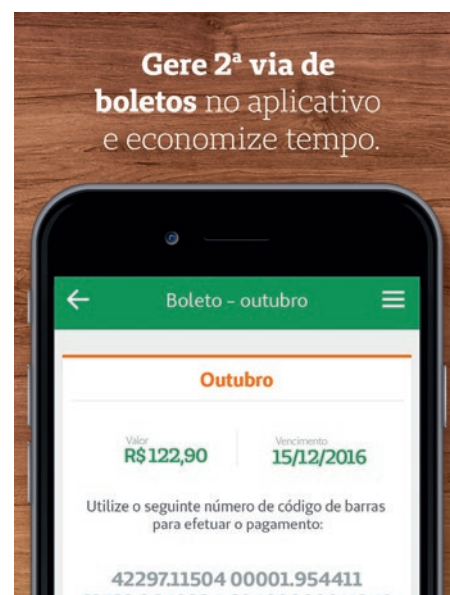 Gere 2ª via de
boletos no aplicativo
e economize tempo.
Boleto - outubro
Outubro
Valor
Vencimento
R$ 122,90
15/12/2016
Utilize o seguinte número de código de barras
para efetuar o pagamento:
42297.11504 00001.954411